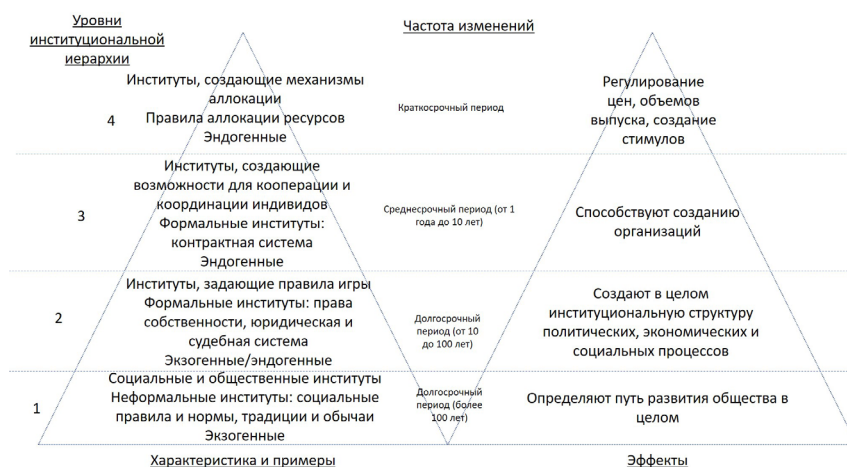 Уровни
институциональной
иерархии
Частота изменений
4
Институты, создающие механизмы
аллокации
Правила аллокации ресурсов
Эндогенные
Краткосрочный период
Регулирование
цен, объемов
выпуска, создание
стимулов
3
Институты, создающие
возможности для кооперации и
координации индивидов
Формальные институты:
контрактная система
Эндогенные
Среднесрочный период (от 1
года до 10 лет)
Способствуют созданию
организаций
2
Институты, задающие правила игры
Формальные институты: права
собственности, юридическая и
судебная система
Экзогенные/эндогенные
Долгосрочный
период (от 10
до 100 лет)
Создают в целом
институциональную структуру
политических, экономических и
социальных процессов
1
Социальные и общественные институты
Неформальные институты: социальные
правила и нормы, традиции и обычаи
Экзогенные
Долгосрочный
период (более
100 лет)
Определяют путь развития общества в
целом
Характеристика и примеры
Эффекты